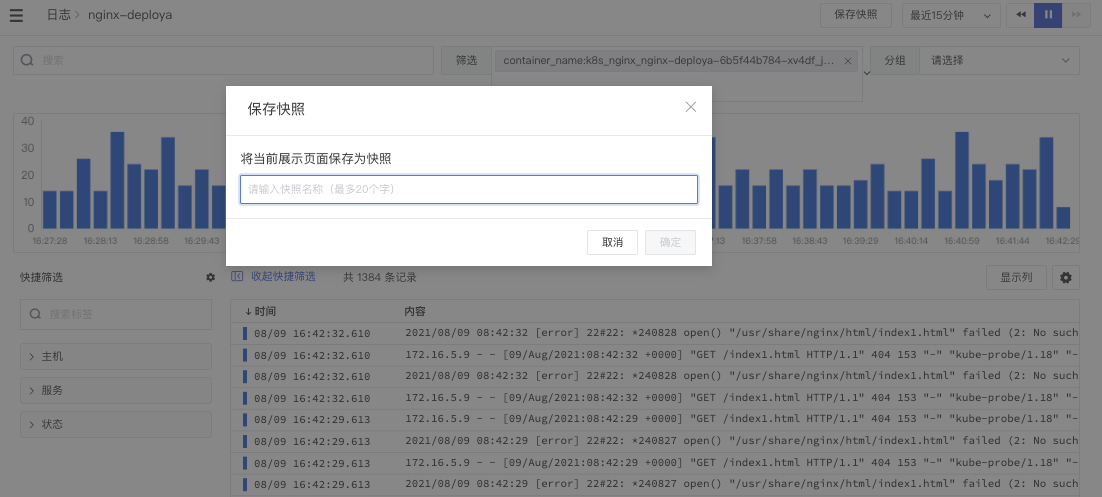 日志 > nginx-deploya
保存快照
最近15分钟
搜索
筛选
container_name:k8s_nginx_nginx-deploya-6b5f44b784-xv4df_j...
分组
请选择
保存快照
将当前展示页面保存为快照
请输入快照名称（最多20个字）
取消
确定
40
30
20
10
0
16:27:28 16:28:13 16:28:58 16:29:43 16:37:58 16:38:43 16:39:29 16:40:14 16:40:59 16:41:44 16:42:29
快捷筛选
收起快捷筛选
共 1384 条记录
显示列
搜索标签
主机
服务
状态
↓ 时间 内容
08/09 16:42:32.610 2021/08/09 08:42:32 [error] 22#22: *240828 open() "/usr/share/nginx/html/index1.html" failed (2: No such
08/09 16:42:32.610 172.16.5.9 - - [09/Aug/2021:08:42:32 +0000] "GET /index1.html HTTP/1.1" 404 153 "-" "kube-probe/1.18" "-
08/09 16:42:32.610 2021/08/09 08:42:32 [error] 22#22: *240828 open() "/usr/share/nginx/html/index1.html" failed (2: No such
08/09 16:42:32.610 172.16.5.9 - - [09/Aug/2021:08:42:32 +0000] "GET /index1.html HTTP/1.1" 404 153 "-" "kube-probe/1.18" "-
08/09 16:42:29.613 172.16.5.9 - - [09/Aug/2021:08:42:29 +0000] "GET /index1.html HTTP/1.1" 404 153 "-" "kube-probe/1.18" "-
08/09 16:42:29.613 2021/08/09 08:42:29 [error] 22#22: *240827 open() "/usr/share/nginx/html/index1.html" failed (2: No such
08/09 16:42:29.613 172.16.5.9 - - [09/Aug/2021:08:42:29 +0000] "GET /index1.html HTTP/1.1" 404 153 "-" "kube-probe/1.18" "-
08/09 16:42:29.613 2021/08/09 08:42:29 [error] 22#22: *240827 open() "/usr/share/nginx/html/index1.html" failed (2: No such